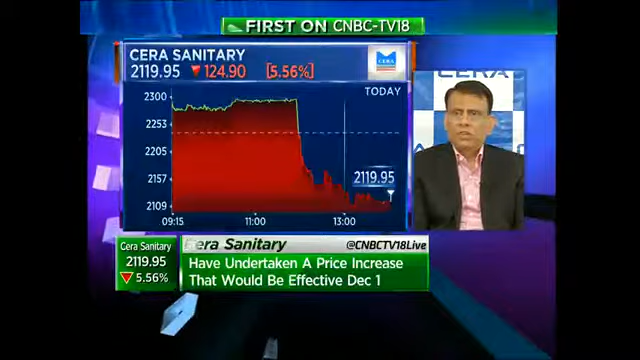 FIRST ON CNBC-TV18
CERA SANITARY
2119.95 ▼ 124.90 [5.56%]
CERA
TODAY
2300
2253
2205
2157
2109
2119.95
09:15 11:00 13:00
CERA
Cera Sanitary
2119.95
▼ 5.56%
era Sanitary @CNBCTV18Live
Have Undertaken A Price Increase
That Would Be Effective Dec 1